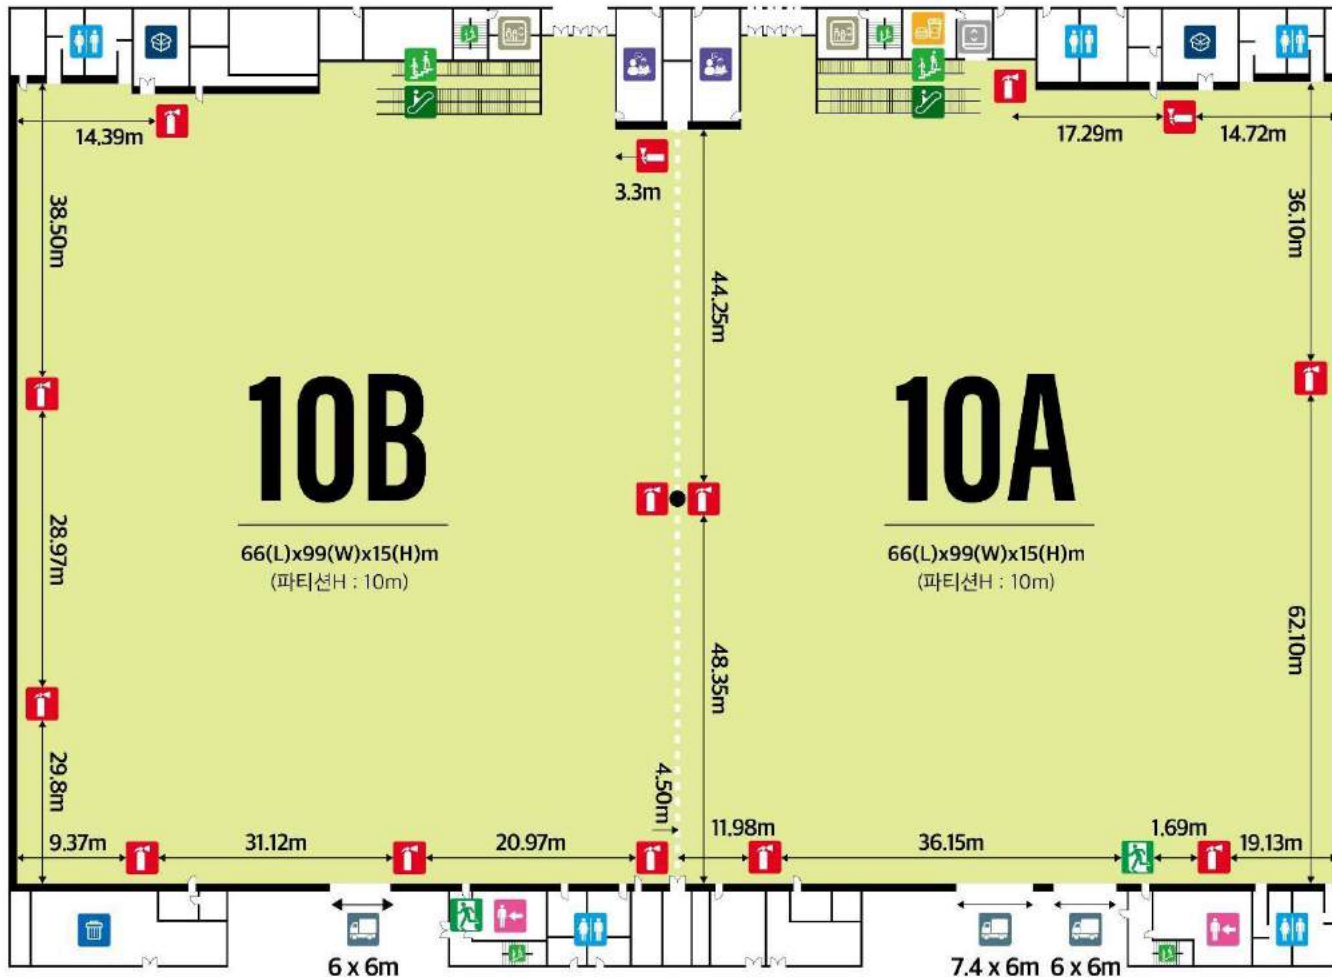 14.39m
3.3m
17.29m
14.72m
38.50m
44.25m
36.10m
10B
66(L)x99(W)x15(H)m
(파티션H : 10m)
10A
66(L)x99(W)x15(H)m
(파티션H : 10m)
28.97m
48.35m
62.10m
29.8m
4.50m
9.37m
31.12m
20.97m
11.98m
36.15m
1.69m
19.13m
6 x 6m
7.4 x 6m
6 x 6m